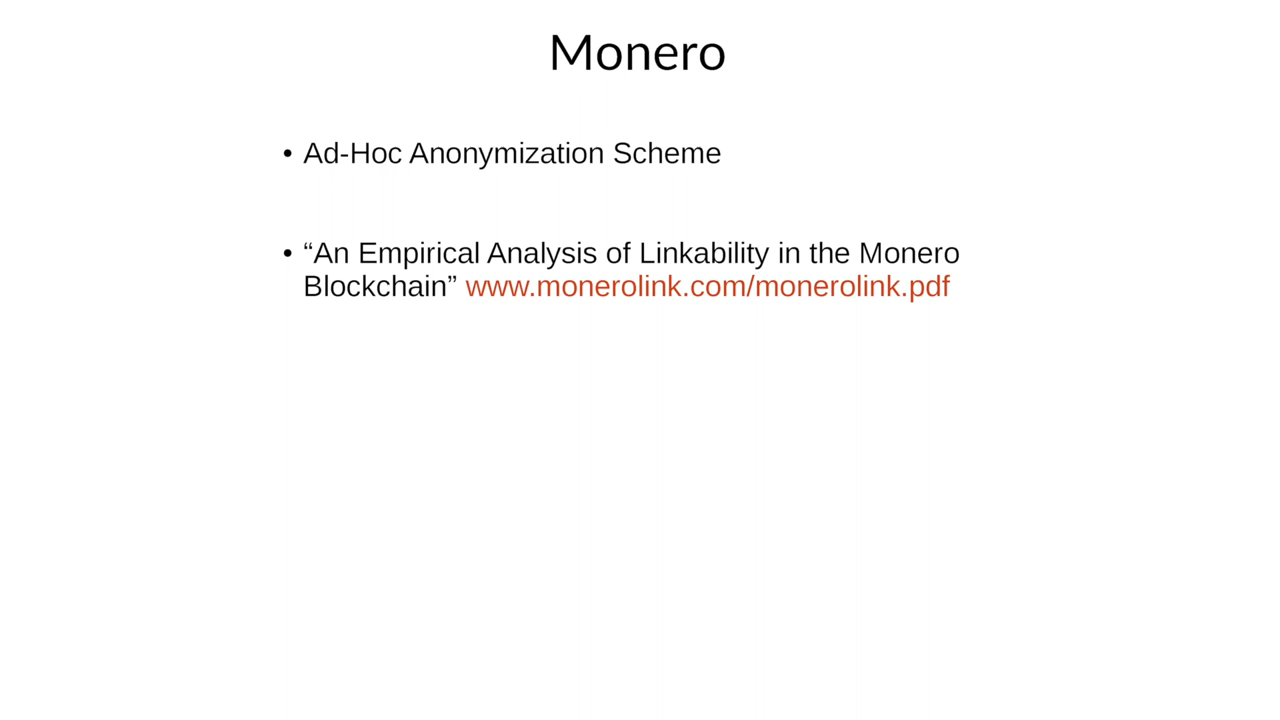 Monero
• Ad-Hoc Anonymization Scheme
• “An Empirical Analysis of Linkability in the Monero
Blockchain” www.monerolink.com/monerolink.pdf